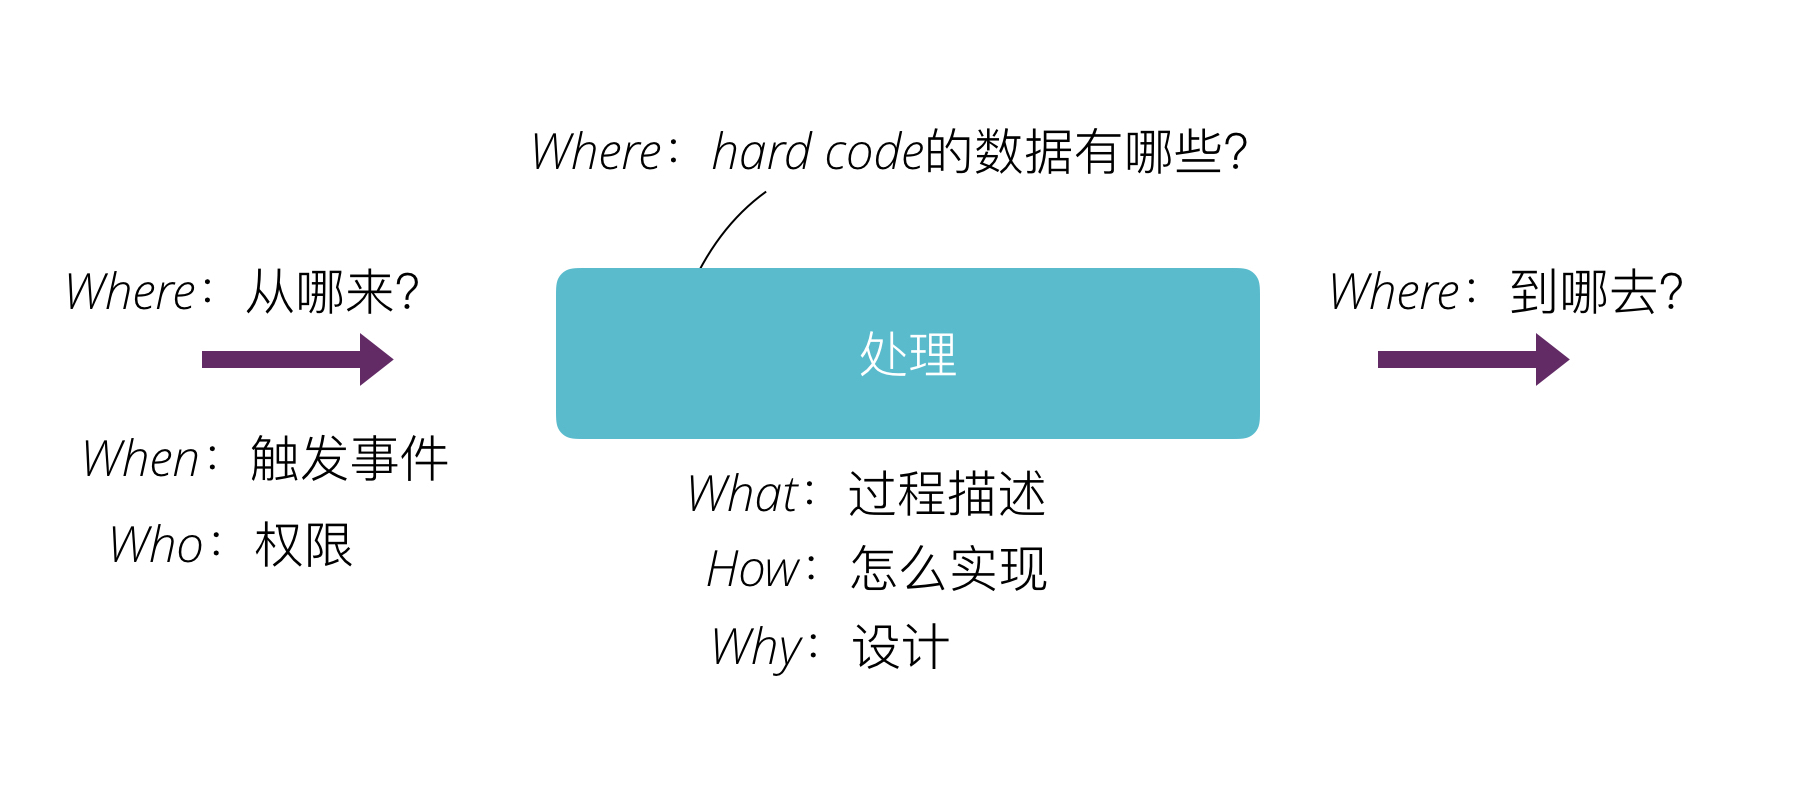 Where：hard code的数据有哪些？
Where：从哪来？
处理
Where：到哪去？
When：触发事件
Who：权限
What：过程描述
How：怎么实现
Why：设计